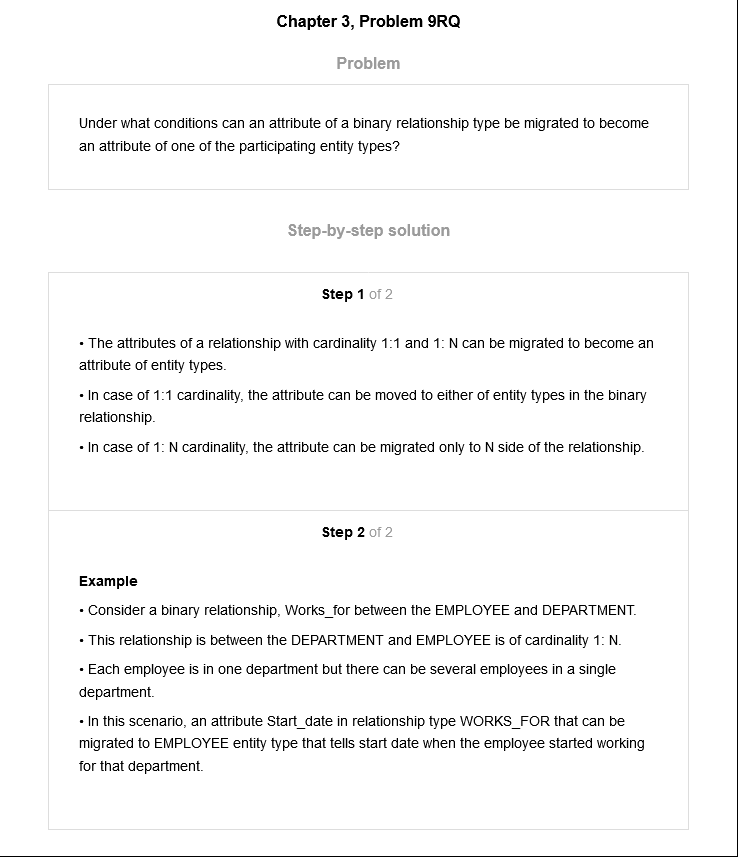 Chapter 3, Problem 9RQ
Problem
Under what conditions can an attribute of a binary relationship type be migrated to become
an attribute of one of the participating entity types?
Step-by-step solution
Step 1 of 2
• The attributes of a relationship with cardinality 1:1 and 1: N can be migrated to become an
attribute of entity types.
• In case of 1:1 cardinality, the attribute can be moved to either of entity types in the binary
relationship.
• In case of 1: N cardinality, the attribute can be migrated only to N side of the relationship.
Step 2 of 2
Example
• Consider a binary relationship, Works_for between the EMPLOYEE and DEPARTMENT.
• This relationship is between the DEPARTMENT and EMPLOYEE is of cardinality 1: N.
• Each employee is in one department but there can be several employees in a single
department.
• In this scenario, an attribute Start_date in relationship type WORKS_FOR that can be
migrated to EMPLOYEE entity type that tells start date when the employee started working
for that department.